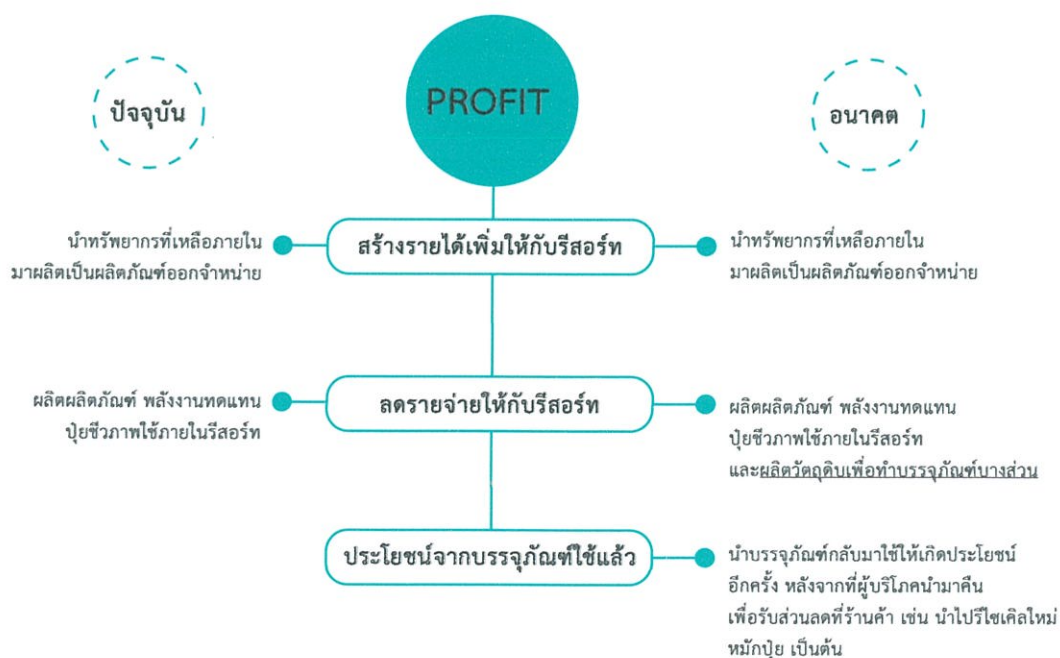 PROFIT
ปัจจุบัน
อนาคต
สร้างรายได้เพิ่มให้กับรีสอร์ท
นำทรัพยากรที่เหลือภายใน
มาผลิตเป็นผลิตภัณฑ์ออกจำหน่าย
นำทรัพยากรที่เหลือภายใน
มาผลิตเป็นผลิตภัณฑ์ออกจำหน่าย
ลดรายจ่ายให้กับรีสอร์ท
ผลิตผลิตภัณฑ์ พลังงานทดแทน
ปุ๋ยชีวภาพใช้ภายในรีสอร์ท
ผลิตผลิตภัณฑ์ พลังงานทดแทน
ปุ๋ยชีวภาพใช้ภายในรีสอร์ท
และผลิตวัตถุดิบเพื่อทำบรรจุภัณฑ์บางส่วน
ประโยชน์จากบรรจุภัณฑ์ใช้แล้ว
นำบรรจุภัณฑ์กลับมาใช้ให้เกิดประโยชน์
อีกครั้ง หลังจากที่ผู้บริโภคนำมาคืน
เพื่อรับส่วนลดที่ร้านค้า เช่น นำไปรีไซเคิลใหม่
หมักปุ๋ย เป็นต้น